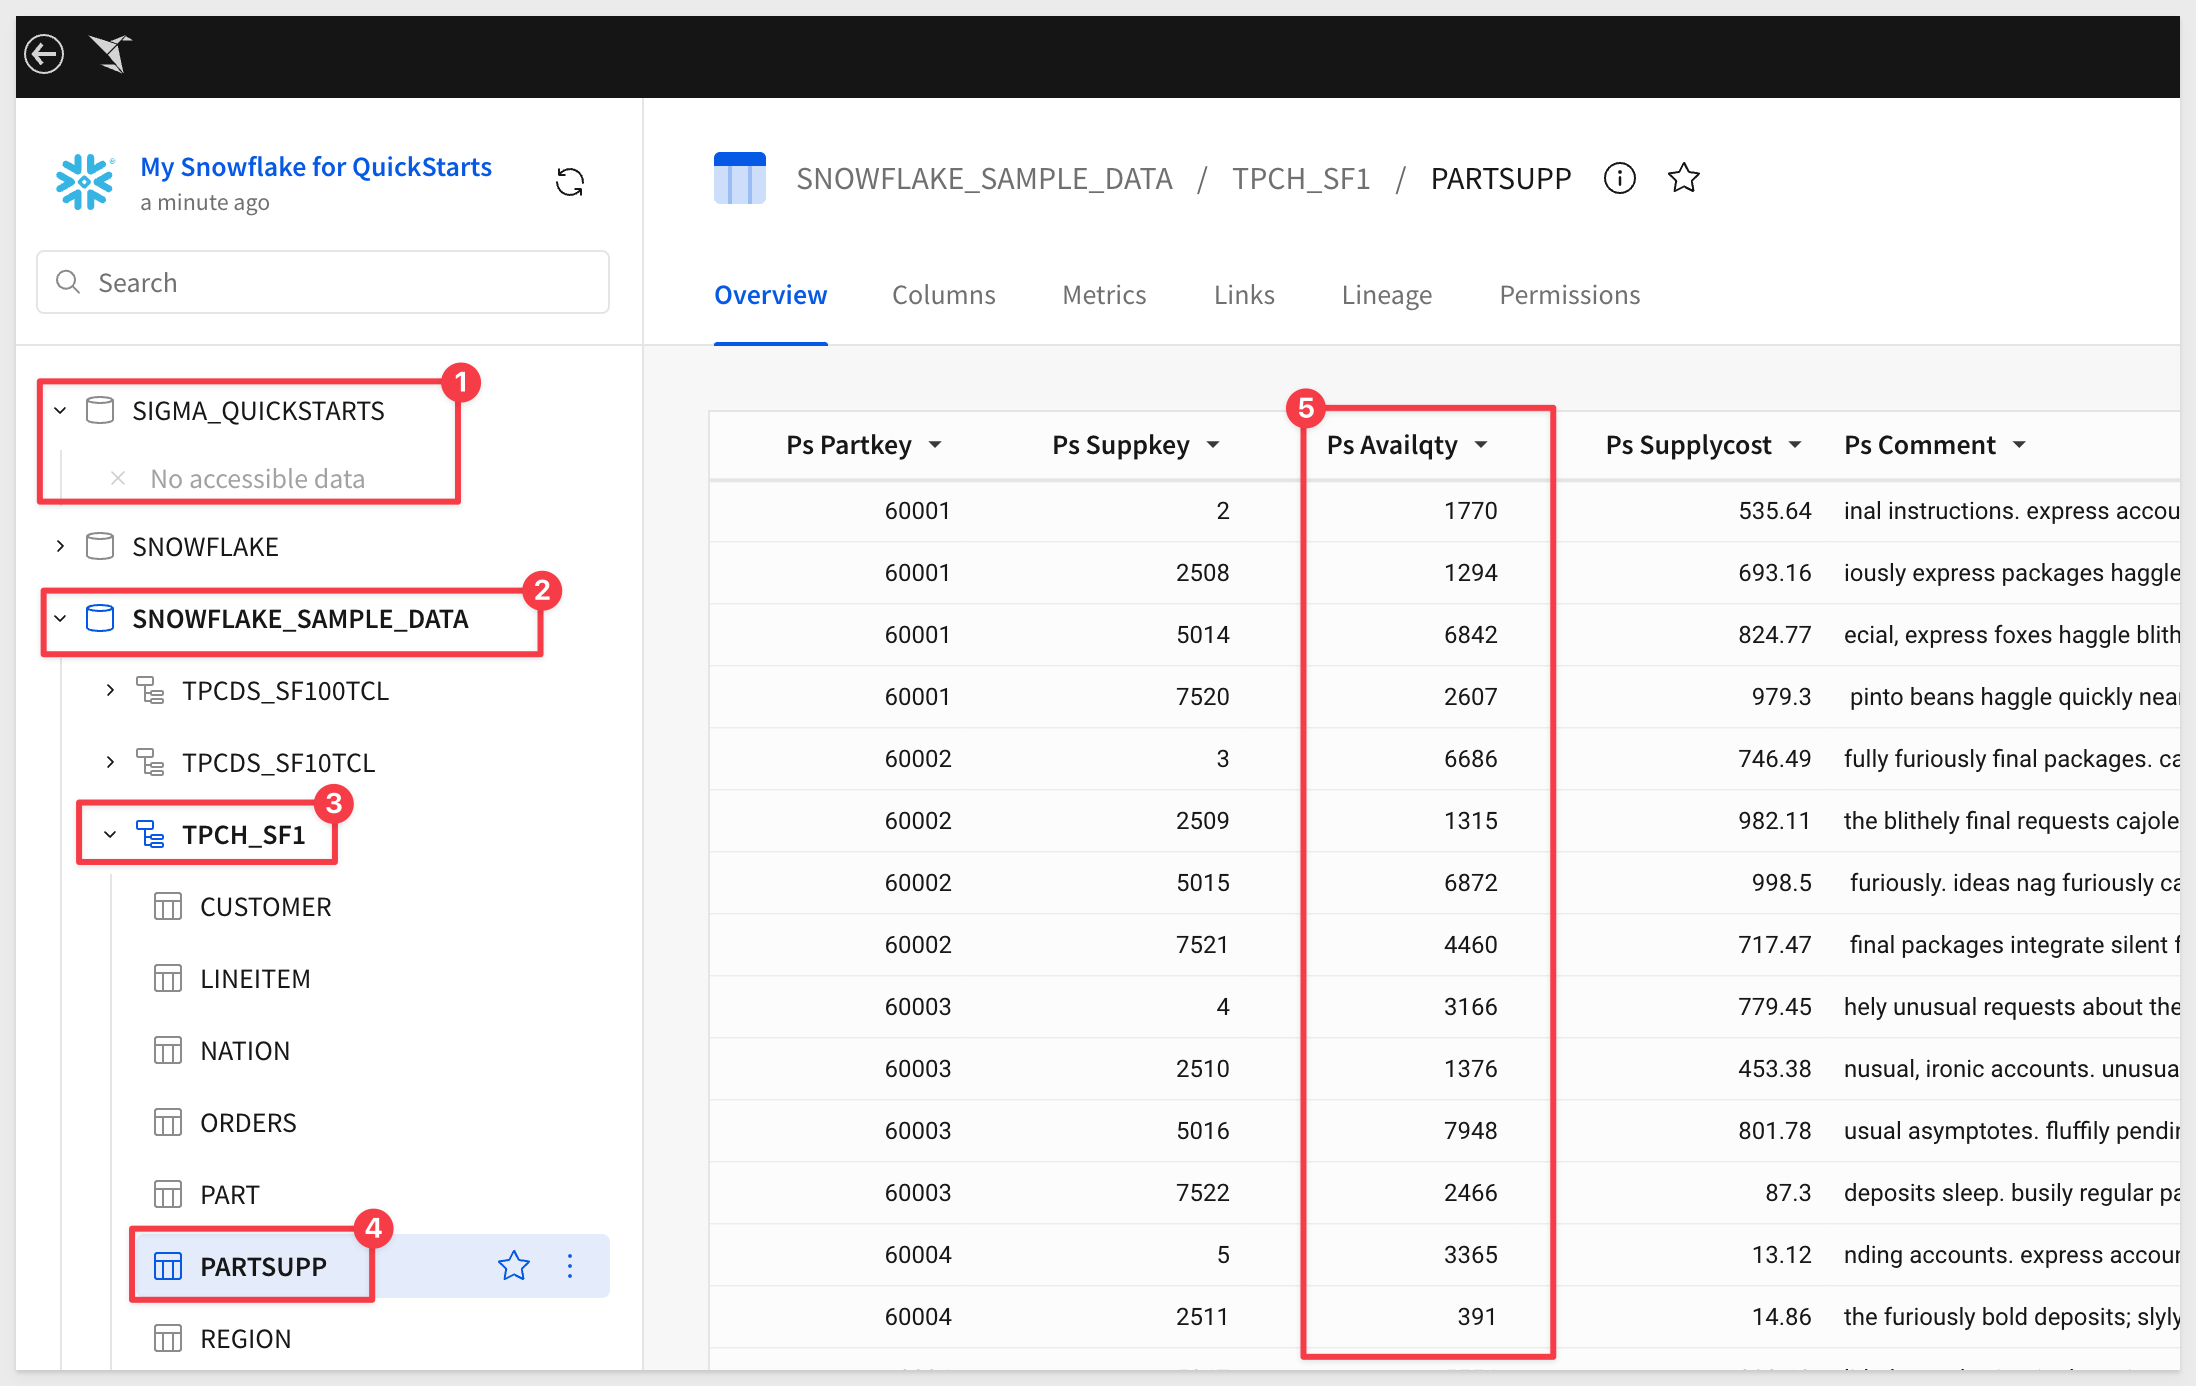 My Snowflake for QuickStarts
a minute ago
Search
1
SIGMA_QUICKSTARTS
No accessible data
SNOWFLAKE
2
SNOWFLAKE_SAMPLE_DATA
TPCDS_SF100TCL
TPCDS_SF10TCL
3
TPCH_SF1
CUSTOMER
LINEITEM
NATION
ORDERS
PART
4
PARTSUPP
REGION
SNOWFLAKE_SAMPLE_DATA / TPCH_SF1 / PARTSUPP
Overview Columns Metrics Links Lineage Permissions
5
Ps Partkey Ps Suppkey Ps Availqty Ps Supplycost Ps Comment
60001 2 1770 535.64 inal instructions. express accou
60001 2508 1294 693.16 iously express packages haggle
60001 5014 6842 824.77 ecial, express foxes haggle blith
60001 7520 2607 979.3 pinto beans haggle quickly nea
60002 3 6686 746.49 fully furiously final packages. ca
60002 2509 1315 982.11 the blithely final requests cajole
60002 5015 6872 998.5 furiously. ideas nag furiously ca
60002 7521 4460 717.47 final packages integrate silent f
60003 4 3166 779.45 hely unusual requests about the
60003 2510 1376 453.38 nusual, ironic accounts. unusua
60003 5016 7948 801.78 usual asymptotes. fluffily pendin
60003 7522 2466 87.3 deposits sleep. busily regular pa
60004 5 3365 13.12 nding accounts. express accour
60004 2511 391 14.86 the furiously bold deposits; slyly